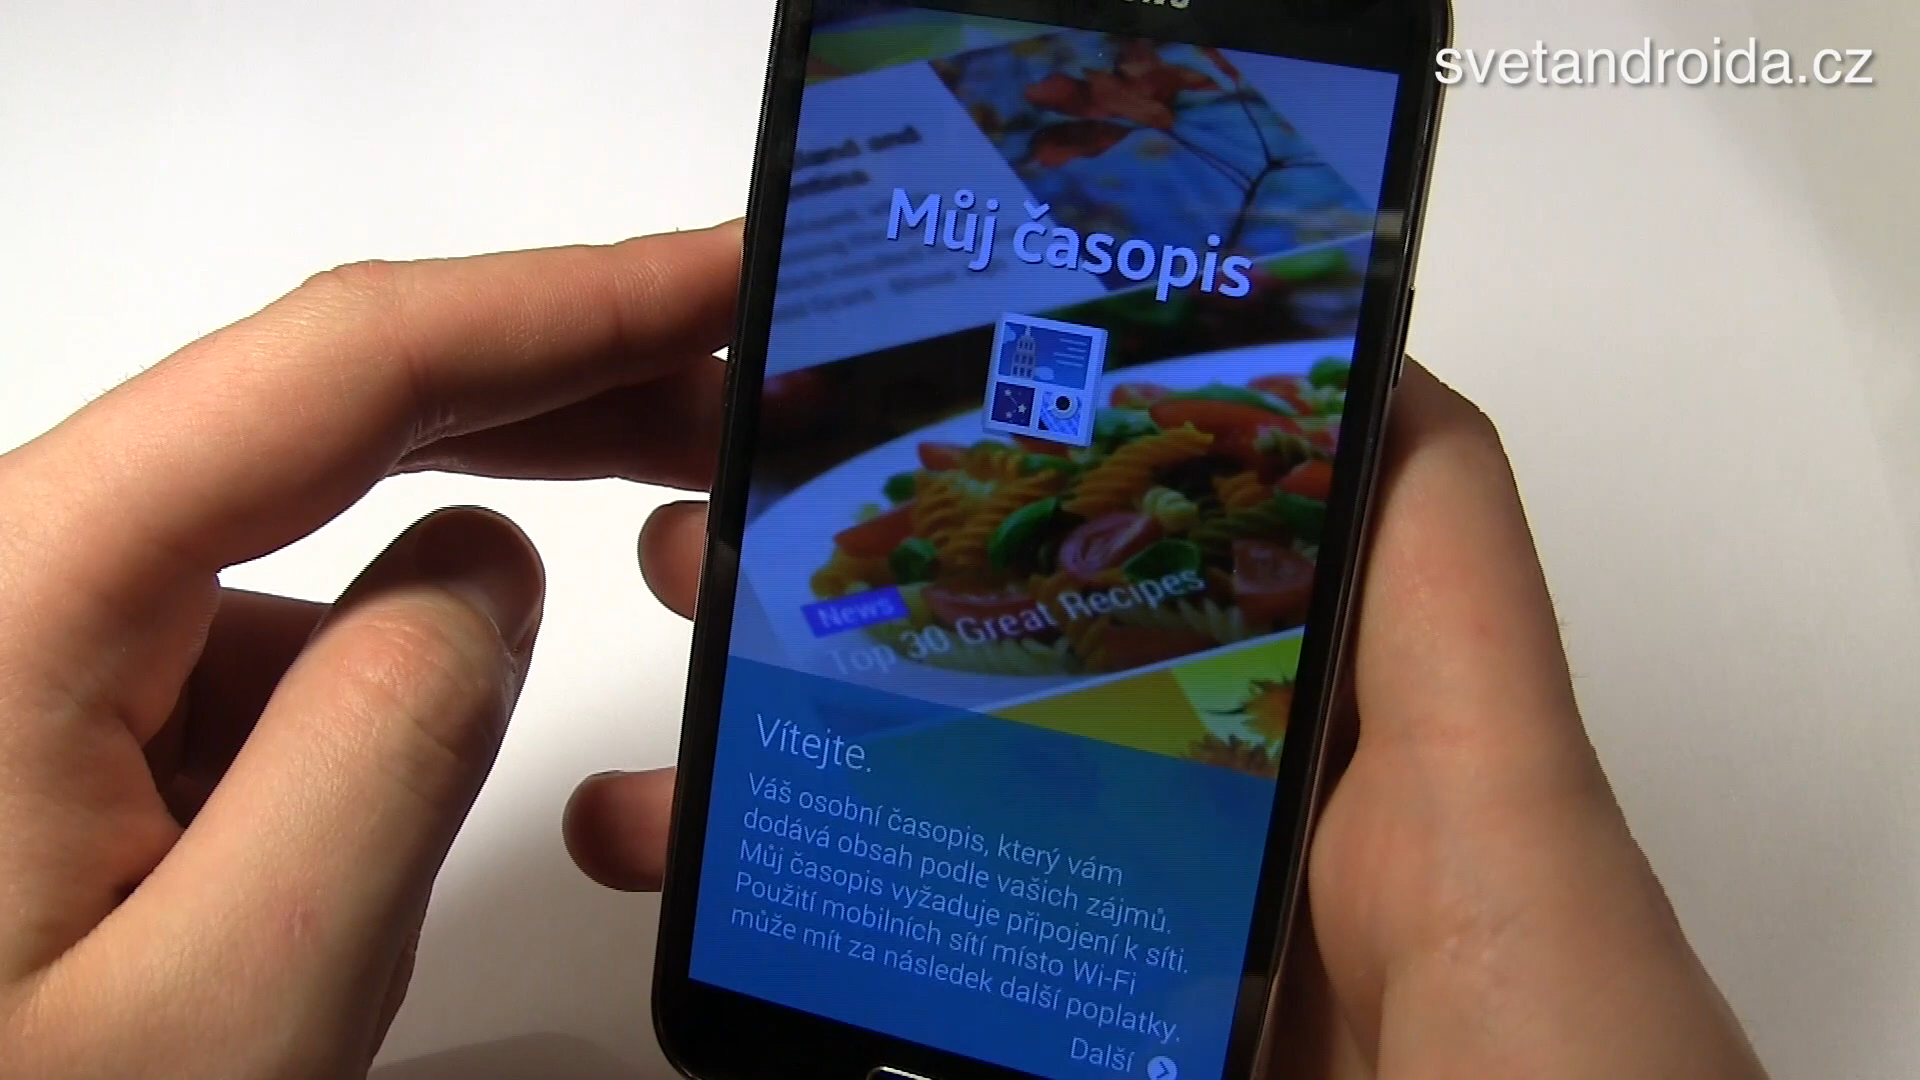 svetandroida.cz
Můj časopis
News
Top 30 Great Recipes
Vítejte.
Váš osobní časopis, který vám
dodává obsah podle vašich zájmů.
Můj časopis vyžaduje připojení k síti.
Použití mobilních sítí místo Wi-Fi
může mít za následek další poplatky.
Další